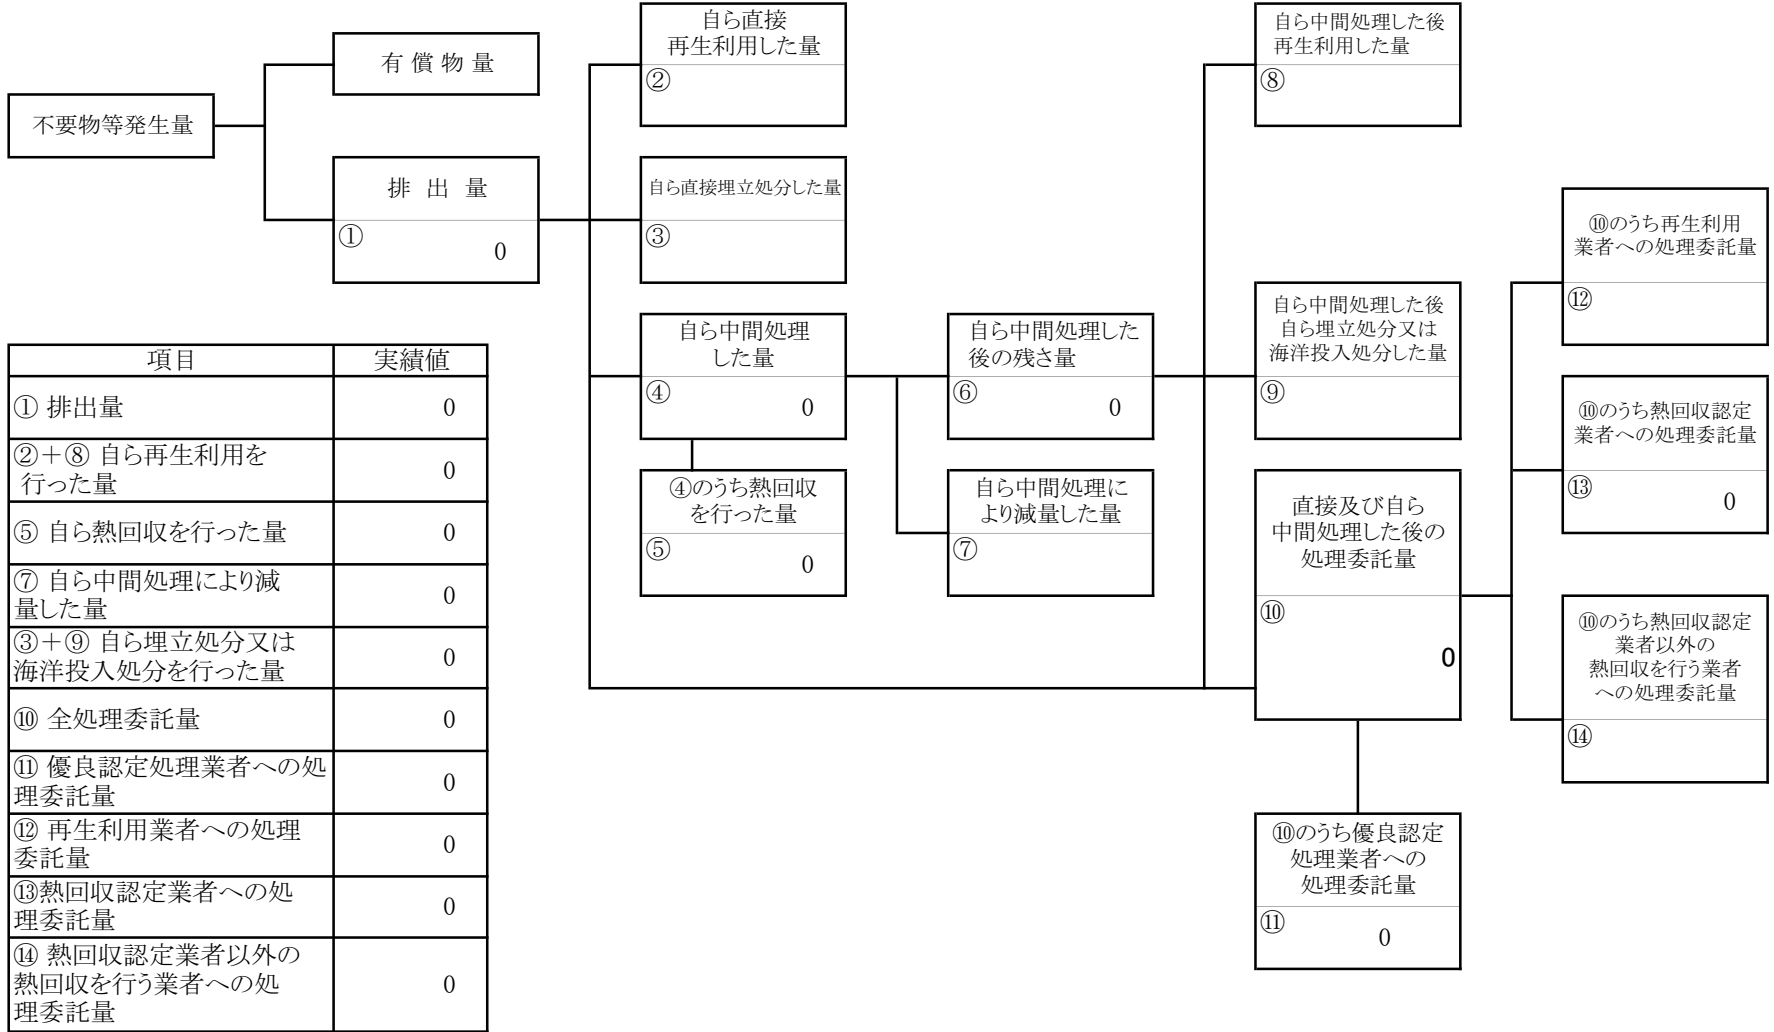 不要物等発生量
有 償 物 量
排 出 量
①
0
自ら直接
再生利用した量
②
自ら直接埋立処分した量
③
自ら中間処理
した量
④
0
④のうち熱回収
を行った量
⑤
0
自ら中間処理した
後の残さ量
⑥
0
自ら中間処理に
より減量した量
⑦
自ら中間処理した後
再生利用した量
⑧
自ら中間処理した後
自ら埋立処分又は
海洋投入処分した量
⑨
直接及び自ら
中間処理した後の
処理委託量
⑩
0
⑩のうち優良認定
処理業者への
処理委託量
⑪
0
⑩のうち再生利用
業者への処理委託量
⑫
⑩のうち熱回収認定
業者への処理委託量
⑬
0
⑩のうち熱回収認定
業者以外の
熱回収を行う業者
への処理委託量
⑭
項目 実績値
① 排出量 0
②＋⑧ 自ら再生利用を
行った量 0
⑤ 自ら熱回収を行った量 0
⑦ 自ら中間処理により減
量した量 0
③＋⑨ 自ら埋立処分又は
海洋投入処分を行った量 0
⑩ 全処理委託量 0
⑪ 優良認定処理業者への処
理委託量 0
⑫ 再生利用業者への処理
委託量 0
⑬熱回収認定業者への処
理委託量 0
⑭ 熱回収認定業者以外の
熱回収を行う業者への処
理委託量 0